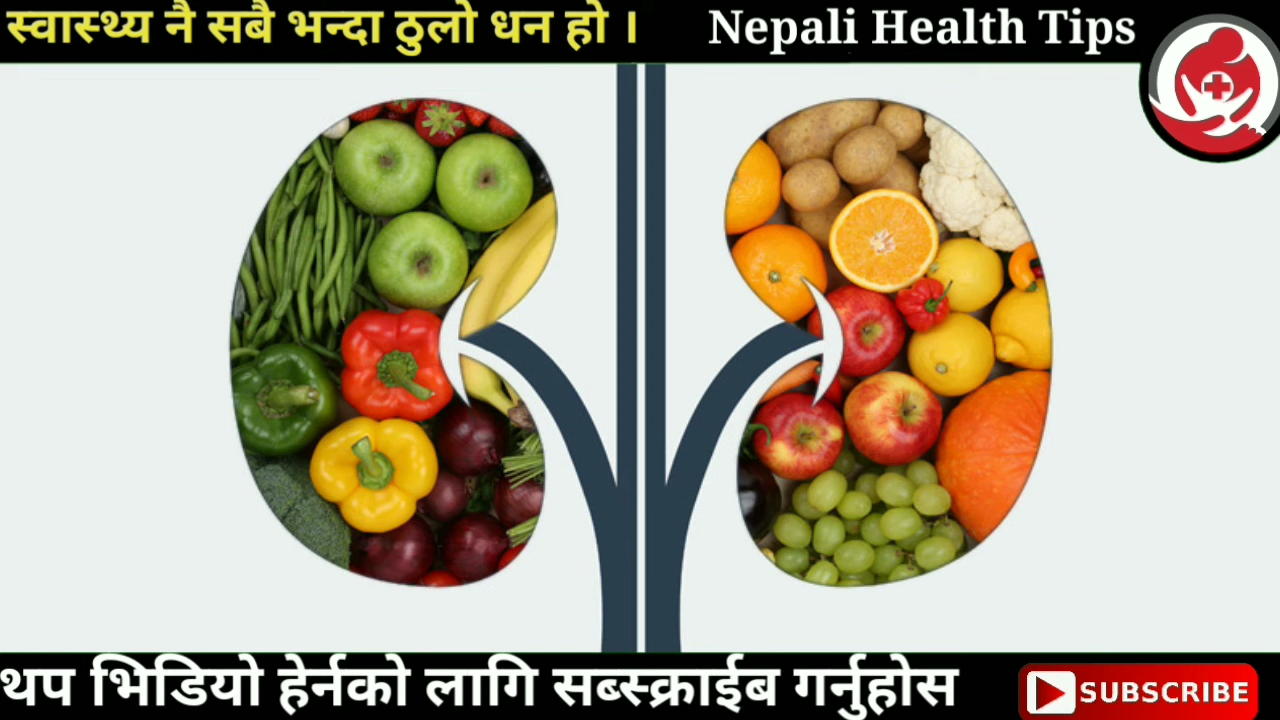 स्वास्थ्य नै सबै भन्दा ठुलो धन हो ।
Nepali Health Tips
थप भिडियो हेर्नको लागि सब्स्क्राईब गर्नुहोस
SUBSCRIBE